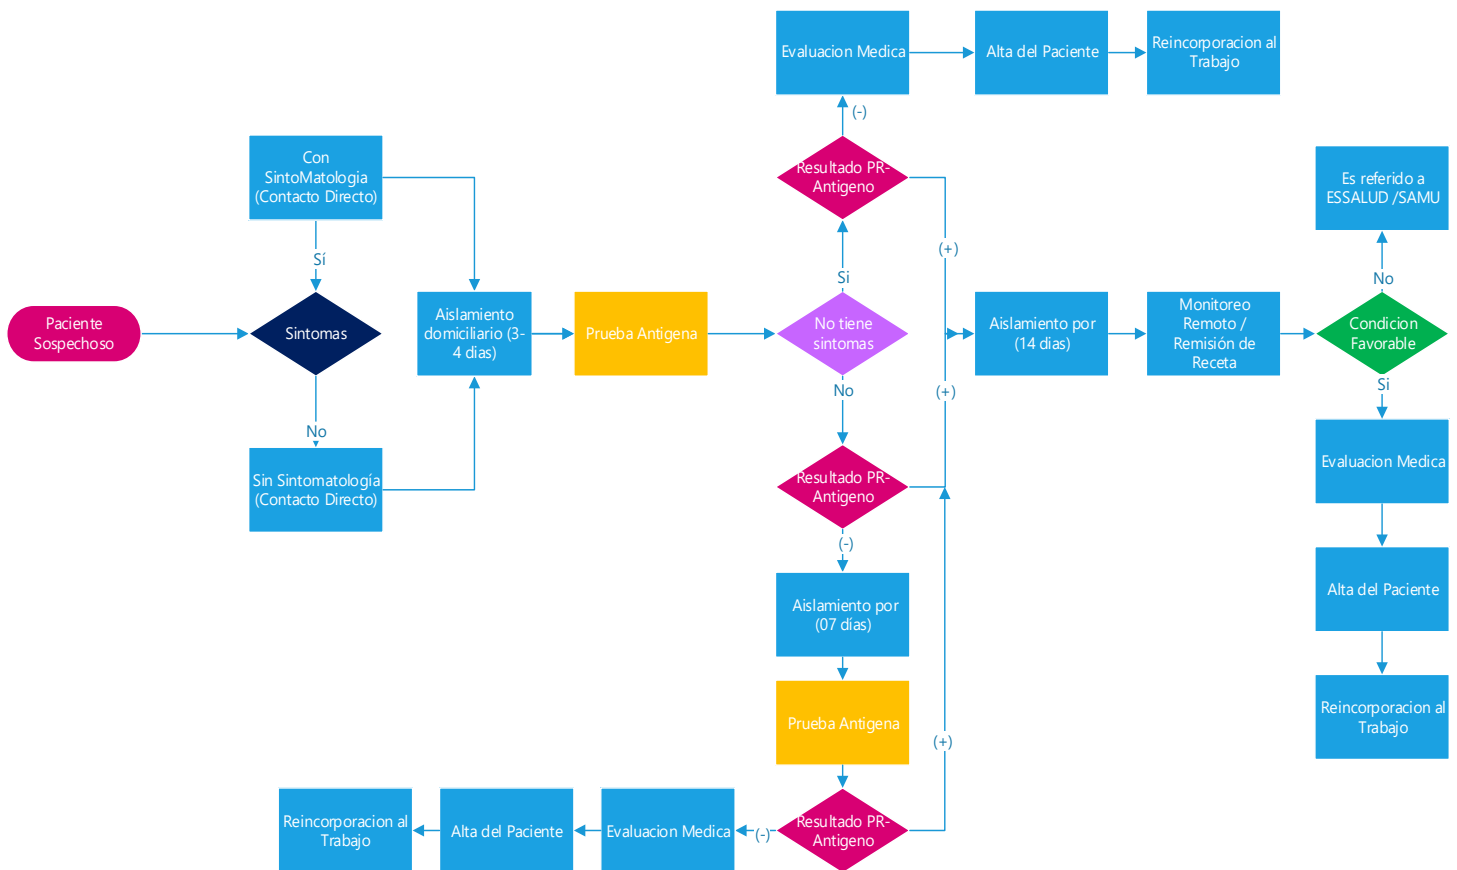 Evaluacion Medica
Alta del Paciente
Reincorporacion al
Trabajo
(-)
Con
SintoMatologia
(Contacto Directo)
Resultado PR-
Antigeno
Es referido a
ESSALUD /SAMU
(+)
Sí
Si
No
Paciente
Sospechoso
Sintomas
Aislamiento
domiciliario (3-
4 dias)
Prueba Antigena
No tiene
sintomas
Aislamiento por
(14 dias)
Monitoreo
Remoto /
Remisión de
Receta
Condicion
Favorable
No
(+)
Si
No
Sin Sintomatología
(Contacto Directo)
Resultado PR-
Antigeno
Evaluacion Medica
(-)
Aislamiento por
(07 días)
Alta del Paciente
Prueba Antigena
(+)
Reincorporacion al
Trabajo
Reincorporacion al
Trabajo
Alta del Paciente
Evaluacion Medica
(-)
Resultado PR-
Antigeno